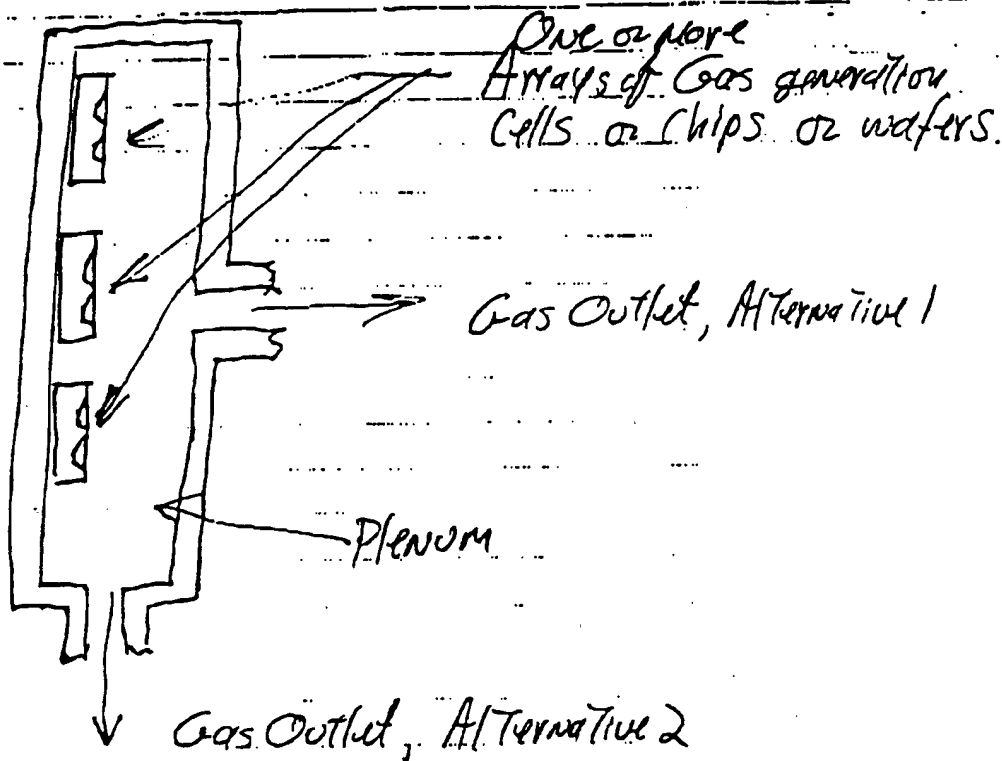 One or more
Arrays of Gas generation
Cells or Chips or wafers.
Gas Outlet, Alternative 1
Plenum
Gas Outlet, Alternative 2